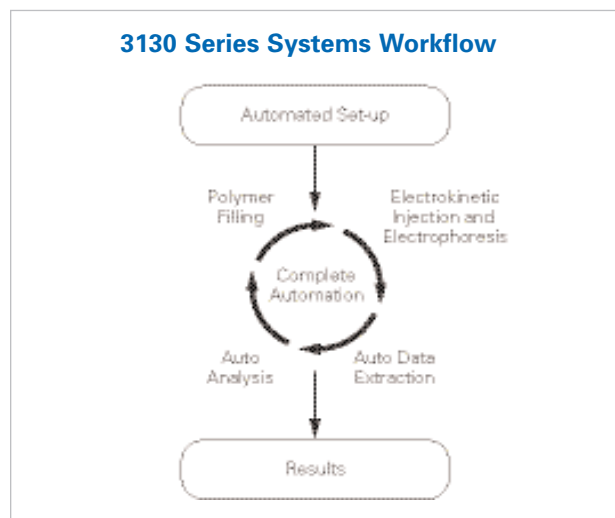 3130 Series Systems Workflow
Automated Set-up
Polymer
Filling
Electrokinetic
Injection and
Electrophoresis
Complete
Automation
Auto
Analysis
Auto Data
Extraction
Results